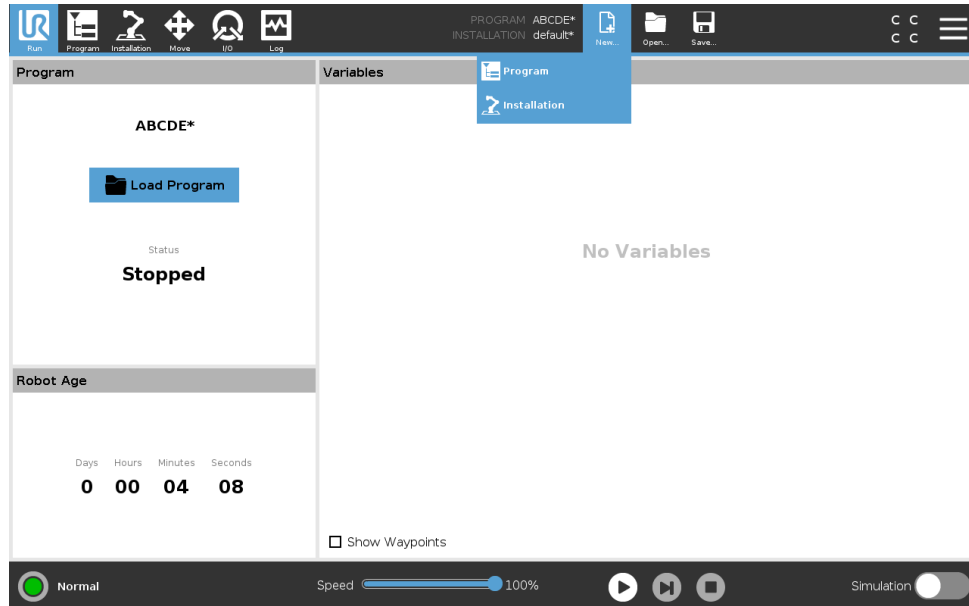 PROGRAM ABCDE*
INSTALLATION default*
C C
C C
UR
Run
Program
Installation
Move
I/O
Log
New...
Open...
Save...
Program
Variables
Program
Installation
ABCDE*
Load Program
Status
Stopped
No Variables
Robot Age
Days Hours Minutes Seconds
0 00 04 08
Show Waypoints
Normal
Speed 100%
Simulation